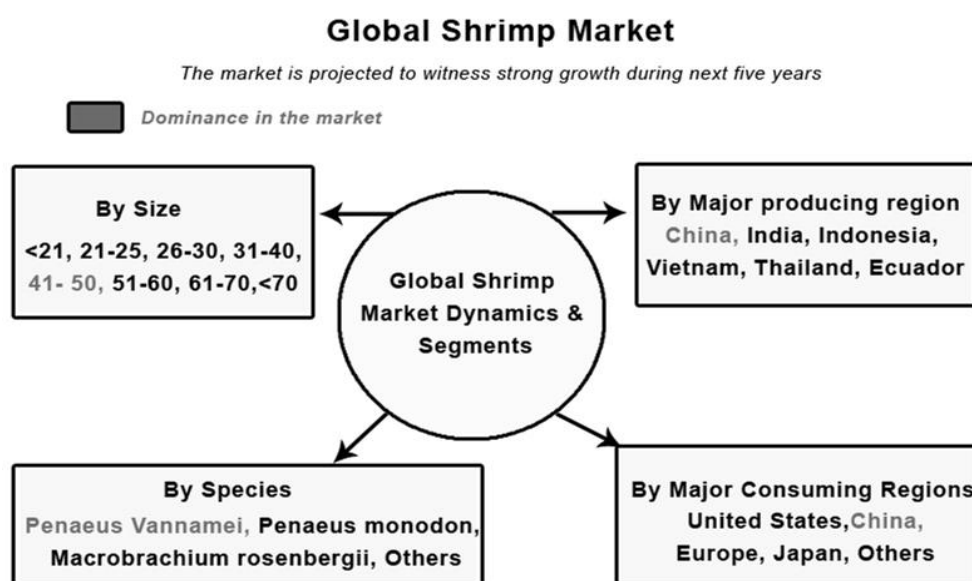 Global Shrimp Market
The market is projected to witness strong growth during next five years
Dominance in the market
By Size
<21, 21-25, 26-30, 31-40,
41- 50, 51-60, 61-70,<70
By Major producing region
China, India, Indonesia,
Vietnam, Thailand, Ecuador
Global Shrimp
Market Dynamics &
Segments
By Species
Penaeus Vannamei, Penaeus monodon,
Macrobrachium rosenbergii, Others
By Major Consuming Regions
United States,China,
Europe, Japan, Others